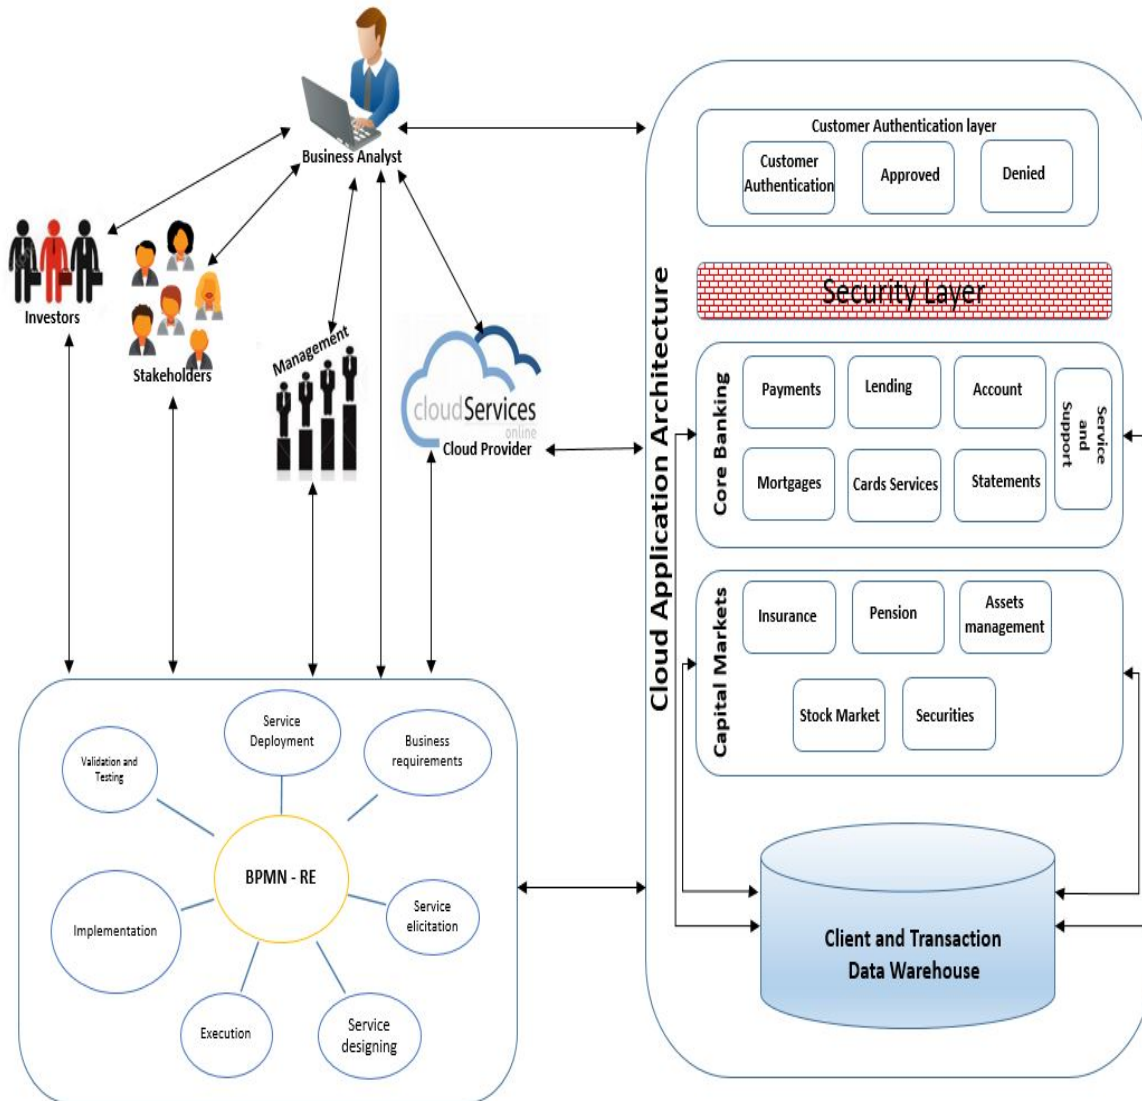 Business Analyst
Investors
Stakeholders
Management
cloudServices
online
Cloud Provider
Cloud Application Architecture
Customer Authentication layer
Customer
Authentication
Approved
Denied
Security Layer
Core Banking
Payments
Lending
Account
Service
and
Support
Mortgages
Cards Services
Statements
Capital Markets
Insurance
Pension
Assets
management
Stock Market
Securities
Client and Transaction
Data Warehouse
Service
Deployment
Business
requirements
Validation and
Testing
BPMN - RE
Service
elicitation
Implementation
Execution
Service
designing